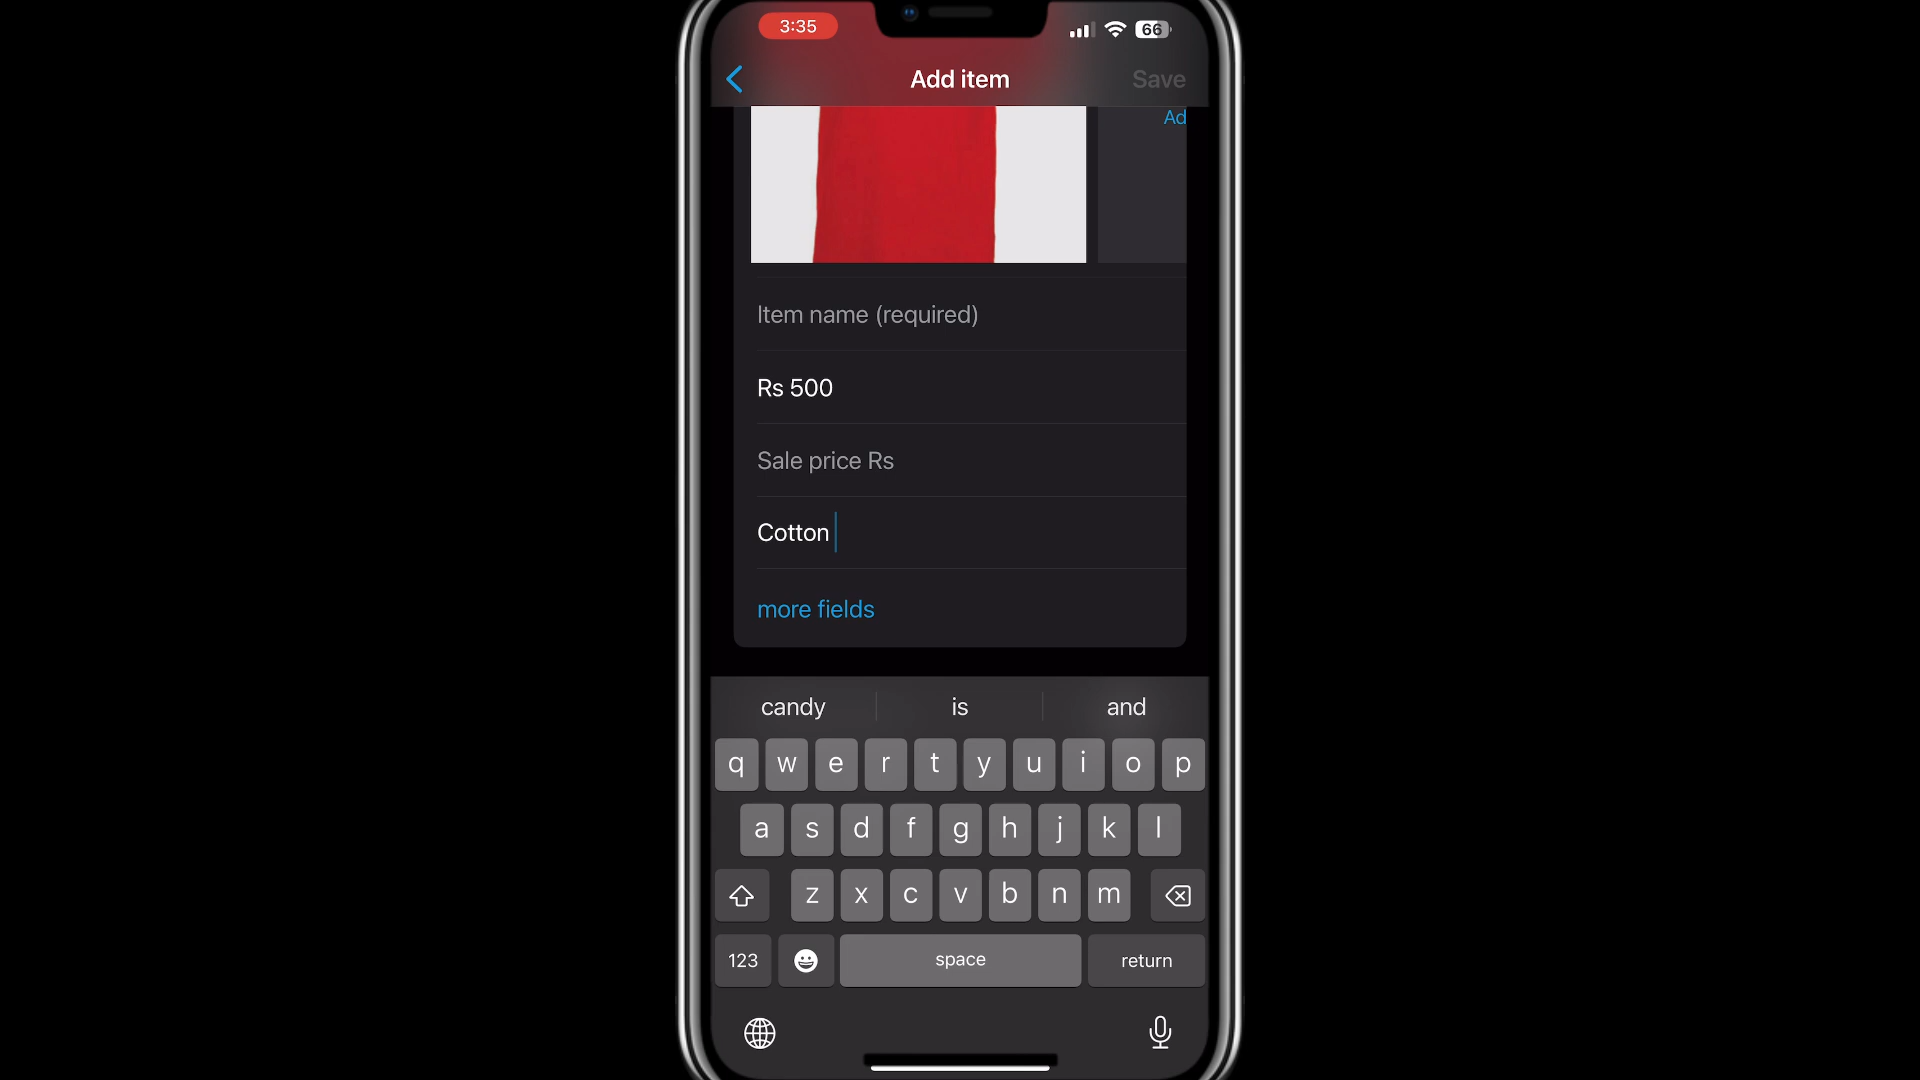 3:35
66
Add item
Save
Ad
Item name (required)
Rs 500
Sale price Rs
Cotton
more fields
candy is and
q w e r t y u i o p
a s d f g h j k l
z x c v b n m
123 space return